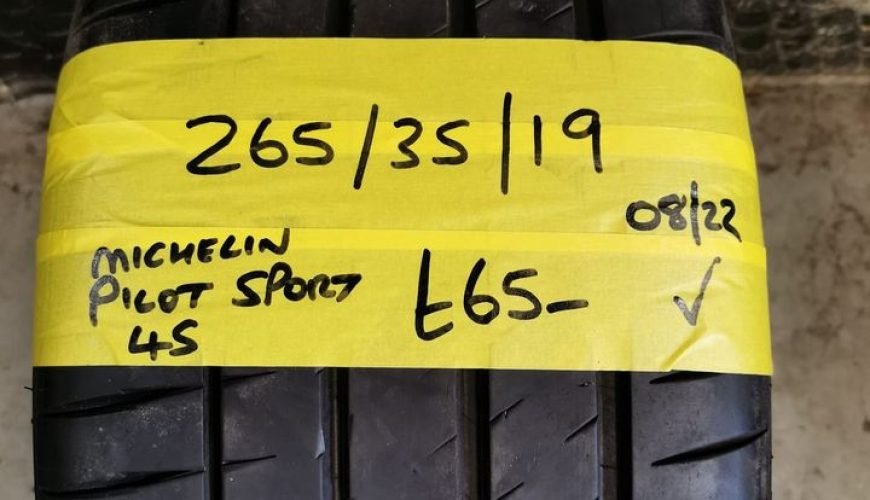 265/35/19
08/22
MICHELIN
PILOT SPORT
4S
£65-
✓